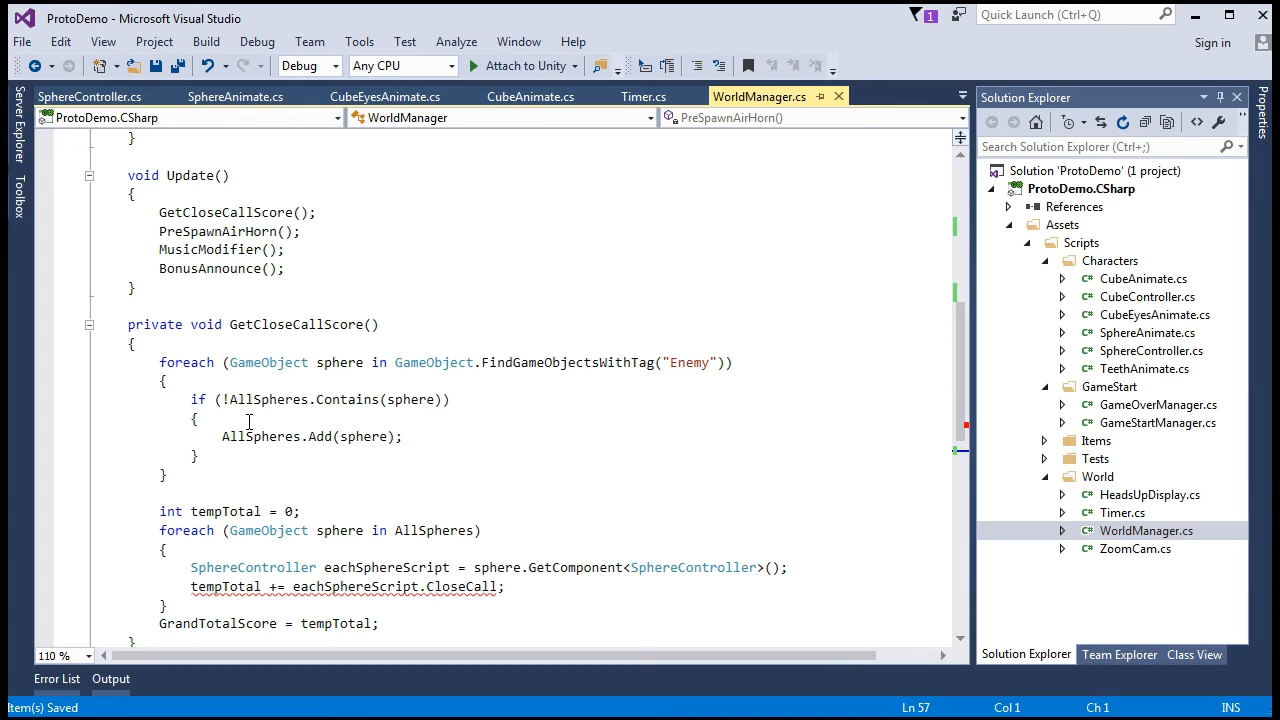 ProtoDemo - Microsoft Visual Studio
1
Quick Launch (Ctrl+Q)
File Edit View Project Build Debug Team Tools Test Analyze Window Help
Sign in
Debug Any CPU Attach to Unity
Server Explorer
Toolbox
SphereController.cs SphereAnimate.cs CubeEyesAnimate.cs CubeAnimate.cs Timer.cs WorldManager.cs
ProtoDemo.CSharp WorldManager PreSpawnAirHorn()
}
void Update()
{
GetCloseCallScore();
PreSpawnAirHorn();
MusicModifier();
BonusAnnounce();
}
private void GetCloseCallScore()
{
foreach (GameObject sphere in GameObject.FindGameObjectsWithTag("Enemy"))
{
if (!AllSpheres.Contains(sphere))
{
AllSpheres.Add(sphere);
}
}
int tempTotal = 0;
foreach (GameObject sphere in AllSpheres)
{
SphereController eachSphereScript = sphere.GetComponent<SphereController>();
tempTotal += eachSphereScript.CloseCall;
}
GrandTotalScore = tempTotal;
}
110 %
Solution Explorer
Search Solution Explorer (Ctrl+;)
Solution 'ProtoDemo' (1 project)
ProtoDemo.CSharp
References
Assets
Scripts
Characters
C# CubeAnimate.cs
C# CubeController.cs
C# CubeEyesAnimate.cs
C# SphereAnimate.cs
C# SphereController.cs
C# TeethAnimate.cs
GameStart
C# GameOverManager.cs
C# GameStartManager.cs
Items
Tests
World
C# HeadsUpDisplay.cs
C# Timer.cs
C# WorldManager.cs
C# ZoomCam.cs
Solution Explorer Team Explorer Class View
Properties
Error List Output
Item(s) Saved Ln 57 Col 1 Ch 1 INS